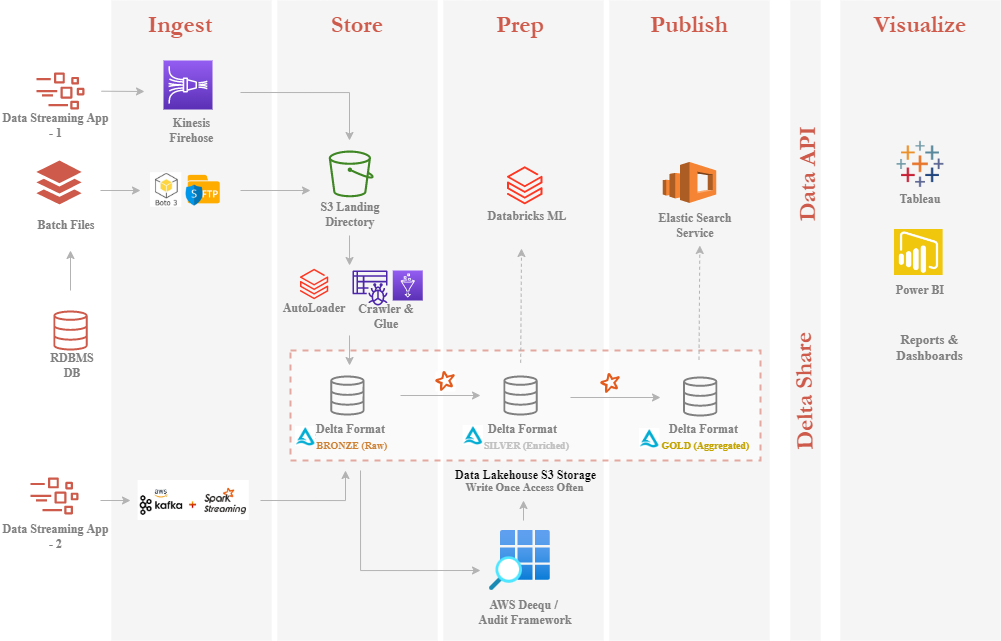 Ingest
Store
Prep
Publish
Visualize
Data Streaming App
- 1
Kinesis
Firehose
Batch Files
Boto 3
S
FTP
S3 Landing
Directory
Databricks ML
Elastic Search
Service
Data API
Tableau
Power BI
RDBMS
DB
AutoLoader
Crawler &
Glue
Reports &
Dashboards
Delta Share
Delta Format
BRONZE (Raw)
Delta Format
SILVER (Enriched)
Delta Format
GOLD (Aggregated)
Data Lakehouse S3 Storage
Write Once Access Often
Data Streaming App
- 2
aws
kafka
+
Spark
Streaming
AWS Deequ /
Audit Framework